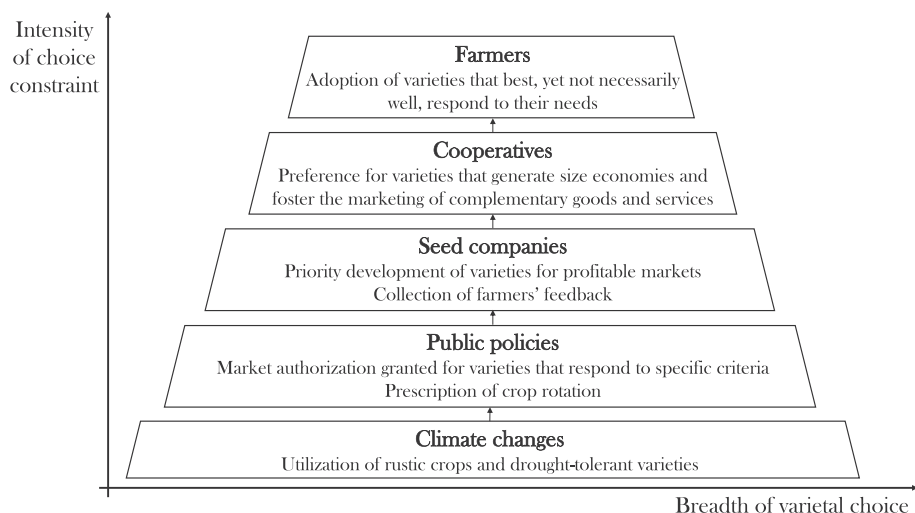 Intensity
of choice
constraint
Farmers
Adoption of varieties that best, yet not necessarily
well, respond to their needs
Cooperatives
Preference for varieties that generate size economies and
foster the marketing of complementary goods and services
Seed companies
Priority development of varieties for profitable markets
Collection of farmers’ feedback
Public policies
Market authorization granted for varieties that respond to specific criteria
Prescription of crop rotation
Climate changes
Utilization of rustic crops and drought-tolerant varieties
Breadth of varietal choice